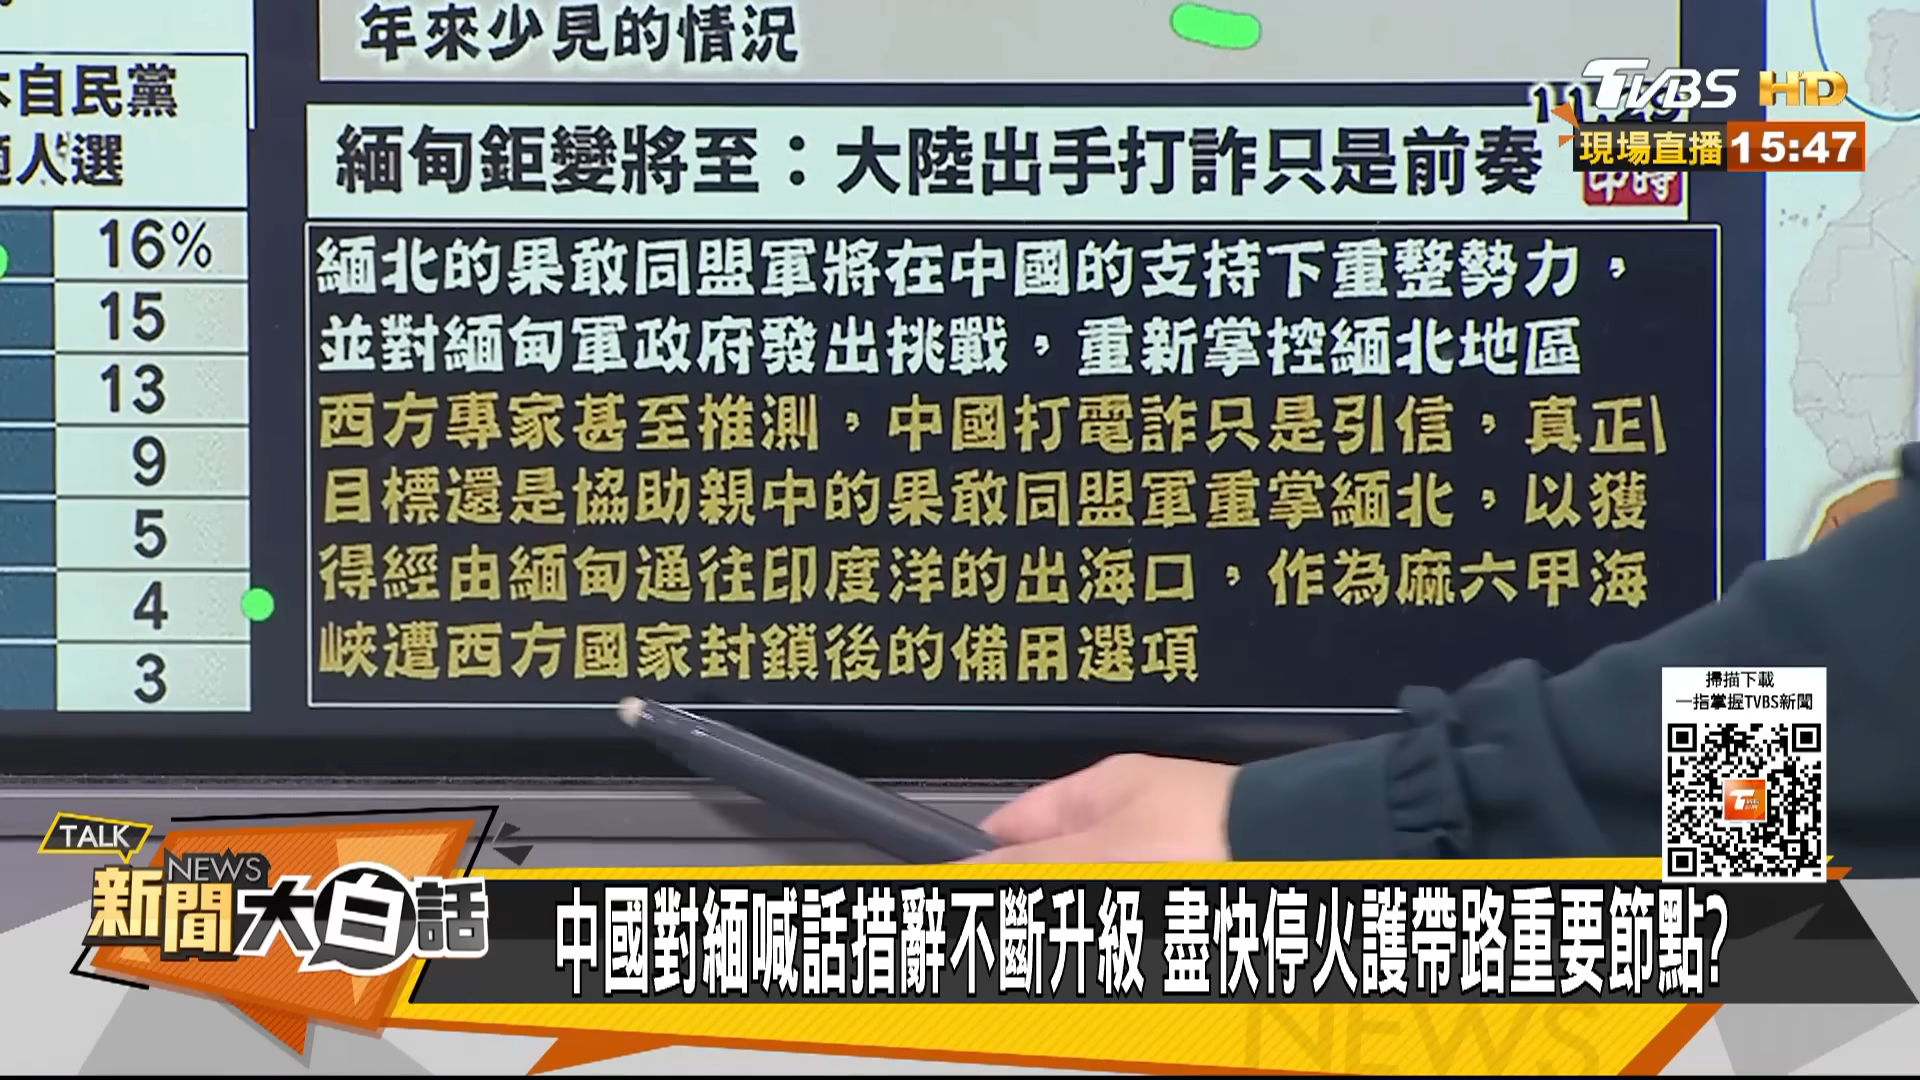 年來少見的情況
TVBS HD
11.29
現場直播 15:47
自民黨
人選
緬甸鉅變將至：大陸出手打詐只是前奏
即時
16%
15
13
9
5
4
3
緬北的果敢同盟軍將在中國的支持下重整勢力，
並對緬甸軍政府發出挑戰，重新掌控緬北地區
西方專家甚至推測，中國打電詐只是引信，真正
目標還是協助親中的果敢同盟軍重掌緬北，以獲
得經由緬甸通往印度洋的出海口，作為麻六甲海
峽遭西方國家封鎖後的備用選項
掃描下載
一指掌握TVBS新聞
TALK
NEWS
新聞大白話
中國對緬喊話措辭不斷升級 盡快停火護帶路重要節點?
NEWS